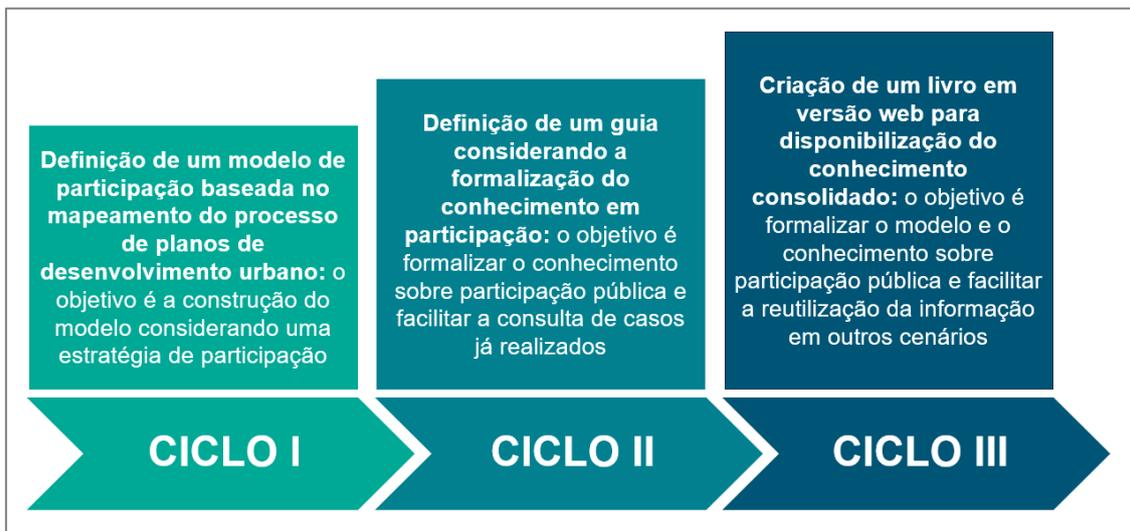 Definição de um modelo de
participação baseada no
mapeamento do processo
de planos de
desenvolvimento urbano: o
objetivo é a construção do
modelo considerando uma
estratégia de participação
CICLO I
Definição de um guia
considerando a
formalização do
conhecimento em
participação: o objetivo é
formalizar o conhecimento
sobre participação pública e
facilitar a consulta de casos
já realizados
CICLO II
Criação de um livro em
versão web para
disponibilização do
conhecimento
consolidado: o objetivo é
formalizar o modelo e o
conhecimento sobre
participação pública e facilitar
a reutilização da informação
em outros cenários
CICLO III